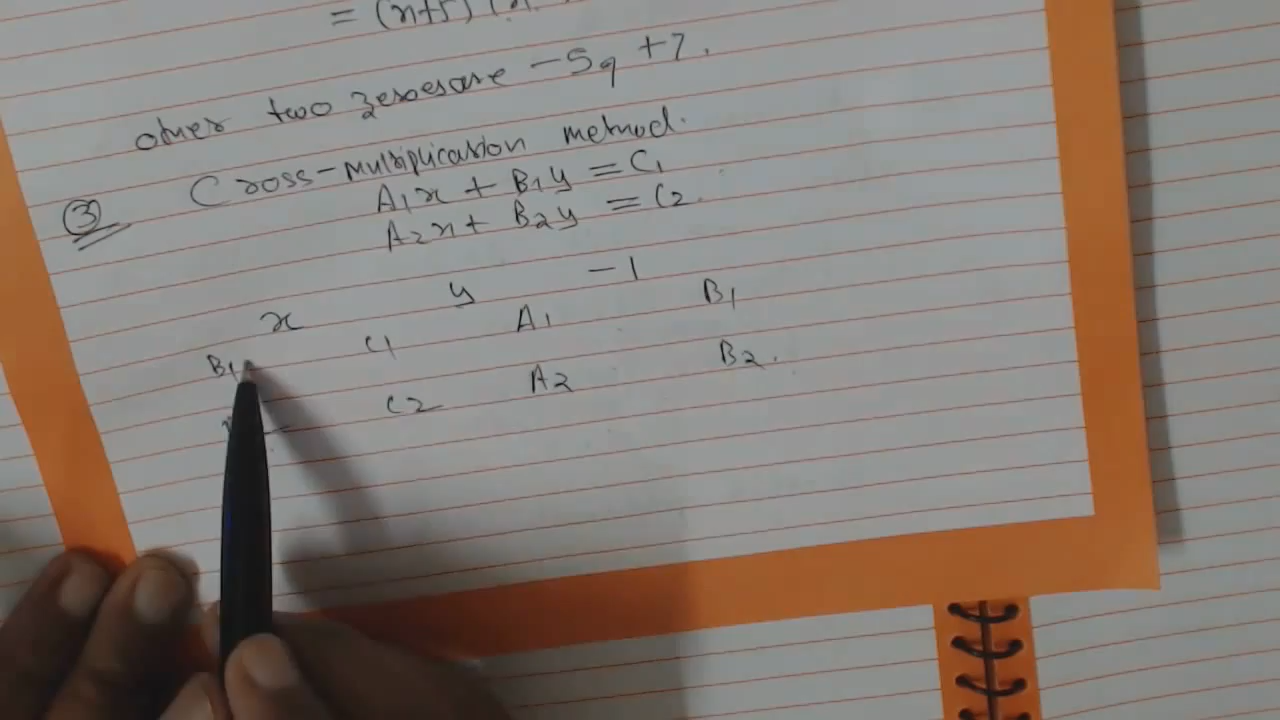 = (x+5) (x
other two zeroes are -5, +7.
③ Cross-multiplication method.
A1x + B1y = C1
A2x + B2y = C2.
x y -1
B1 C1 A1 B1
C2 A2 B2.